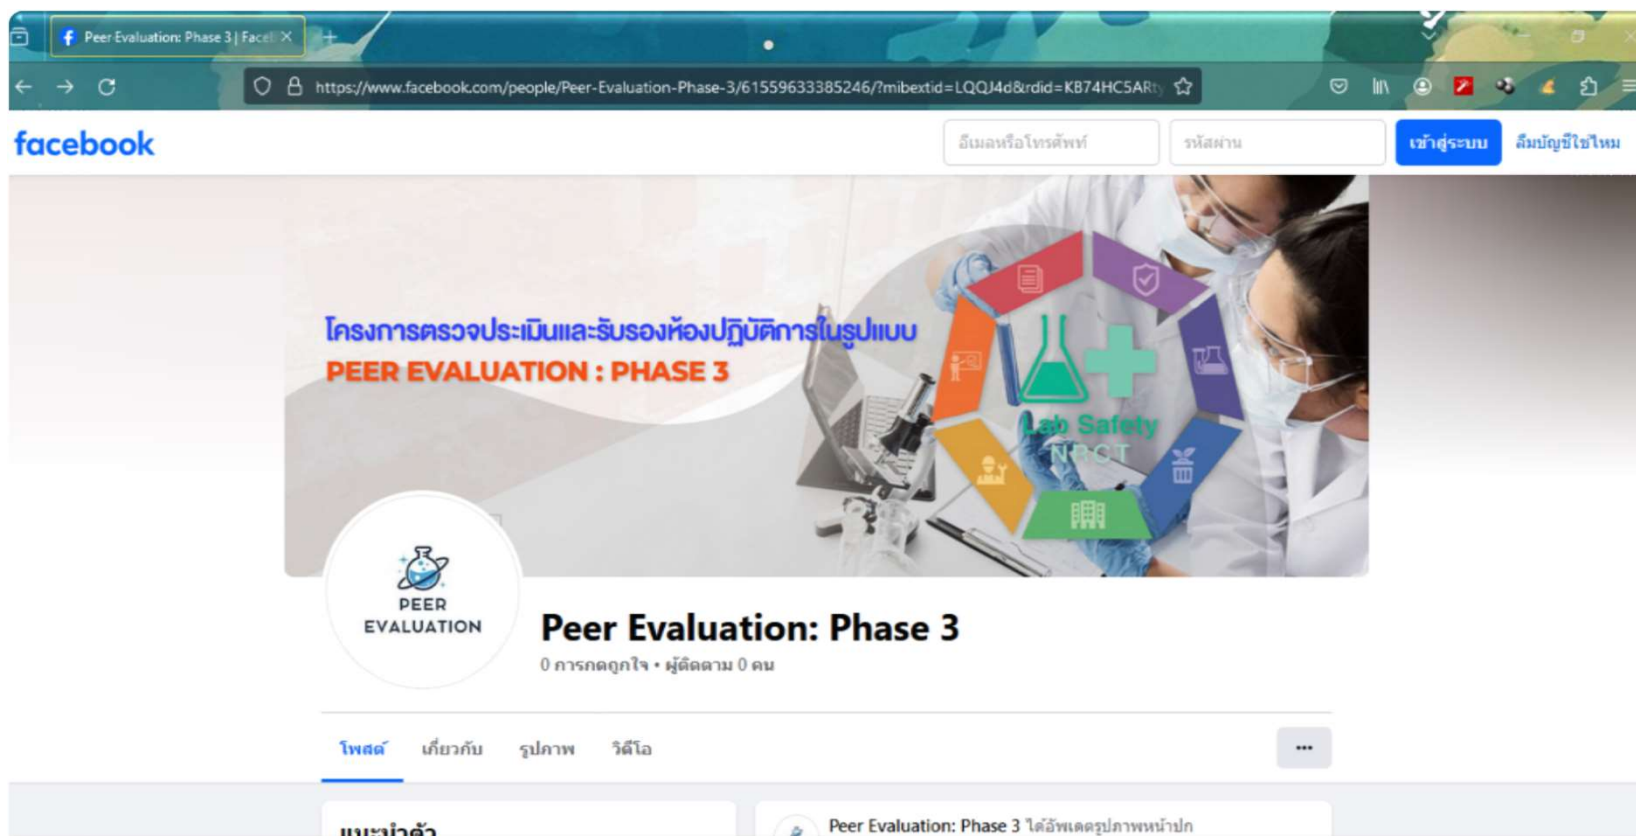 Peer Evaluation: Phase 3 | Faceb
https://www.facebook.com/people/Peer-Evaluation-Phase-3/61559633385246/?mibextid=LQQJ4d&rdid=KB74HC5ARty
facebook
อีเมลหรือโทรศัพท์
รหัสผ่าน
เข้าสู่ระบบ
ลืมบัญชีใช่ไหม
โครงการตรวจประเมินและรับรองห้องปฏิบัติการในรูปแบบ
PEER EVALUATION : PHASE 3
Lab Safety
NRCT
PEER
EVALUATION
Peer Evaluation: Phase 3
0 การกดถูกใจ • ผู้ติดตาม 0 คน
โพสต์ เกี่ยวกับ รูปภาพ วิดีโอ
แนะนำตัว
Peer Evaluation: Phase 3 ได้อัพเดตรูปภาพหน้าปก